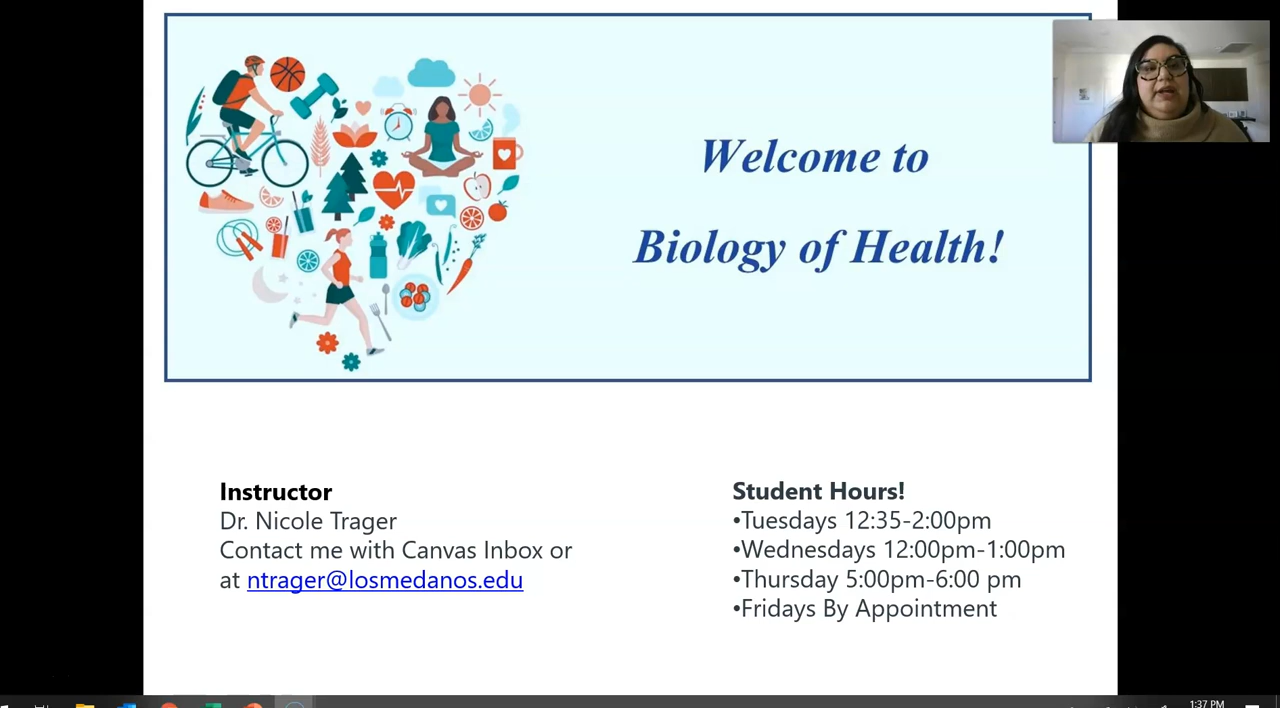 Welcome to
Biology of Health!
Instructor
Dr. Nicole Trager
Contact me with Canvas Inbox or
at ntrager@losmedanos.edu
Student Hours!
•Tuesdays 12:35-2:00pm
•Wednesdays 12:00pm-1:00pm
•Thursday 5:00pm-6:00 pm
•Fridays By Appointment
1:37 PM